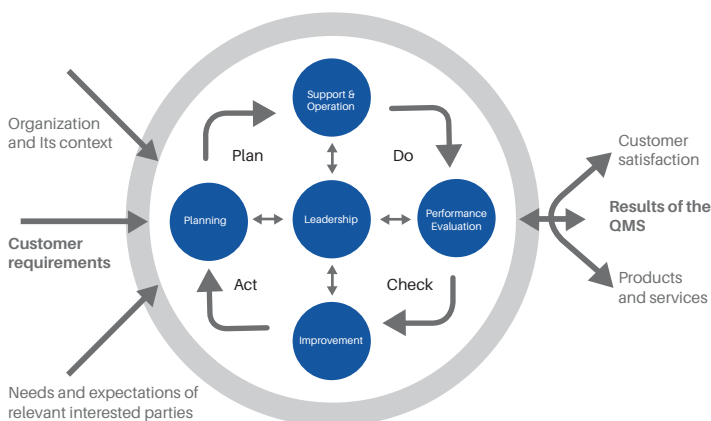 Support &
Operation
Organization
and Its context
Plan
Do
Customer
satisfaction
Planning
Leadership
Performance
Evaluation
Results of the
QMS
Customer
requirements
Act
Check
Products
and services
Improvement
Needs and expectations of
relevant interested parties